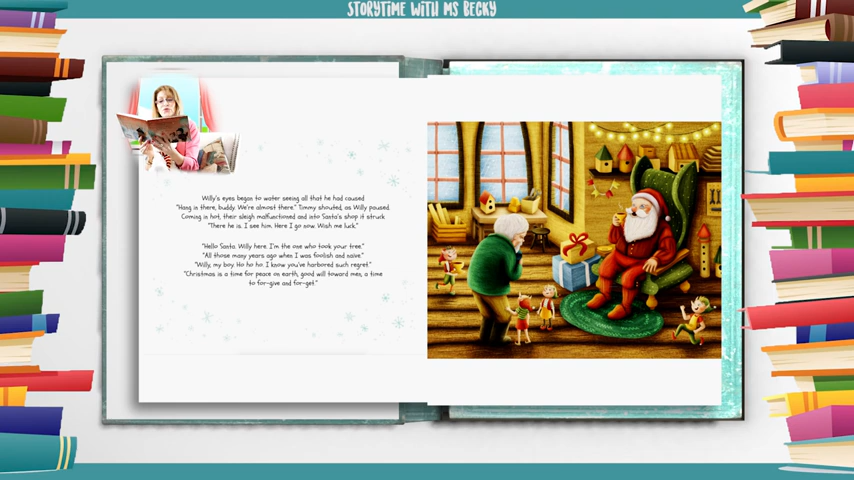 STORYTIME WITH MS BECKY
Willy's eyes began to water seeing all that he had caused
"Hang in there, buddy. We're almost there." Timmy shouted, as Willy paused.
Coming in hot, their sleigh malfunctioned and into Santa's shop it struck
"There he is. I see him. Here I go now. Wish me luck."
"Hello Santa. Willy here. I'm the one who took your tree."
"All those many years ago when I was foolish and naive."
"Willy, my boy. Ho ho ho. I know you've harbored such regret."
"Christmas is a time for peace on earth, good will toward men, a time
to for-give and for-get."